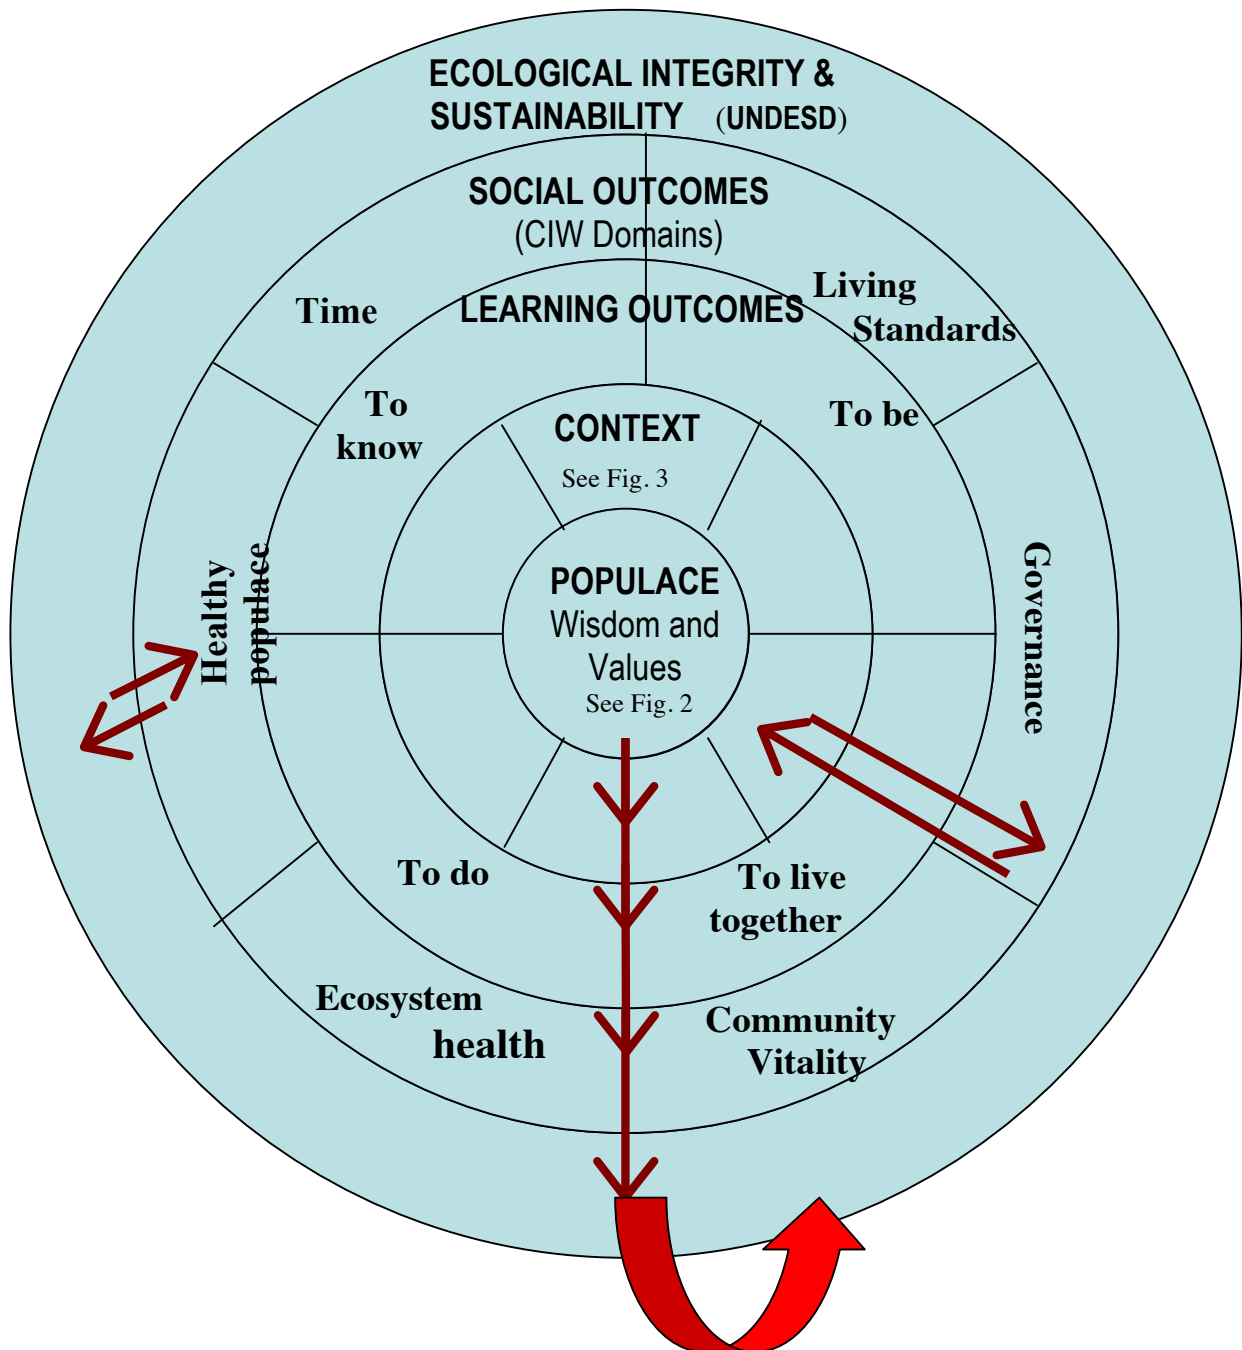 ECOLOGICAL INTEGRITY &
SUSTAINABILITY (UNDESD)
SOCIAL OUTCOMES
(CIW Domains)
Time
Living
Standards
LEARNING OUTCOMES
To
know
To be
CONTEXT
See Fig. 3
Healthy
populace
POPULACE
Wisdom and
Values
See Fig. 2
Governance
To do
To live
together
Ecosystem
health
Community
Vitality